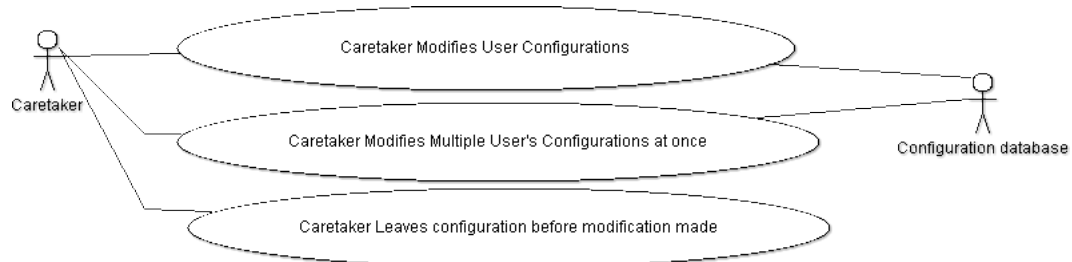 Caretaker Modifies User Configurations
Caretaker
Caretaker Modifies Multiple User's Configurations at once
Configuration database
Caretaker Leaves configuration before modification made